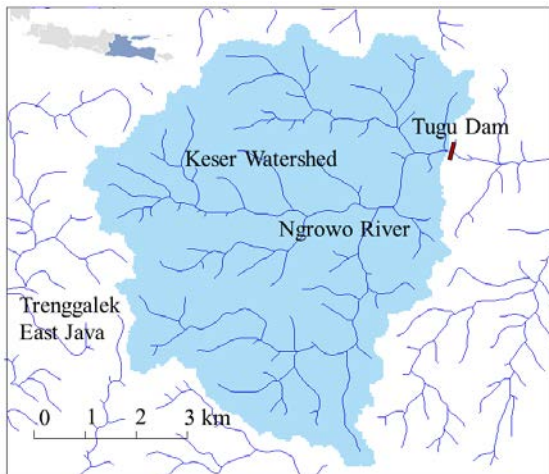 Tugu Dam
Keser Watershed
Ngrowo River
Trenggalek
East Java
0 1 2 3 km